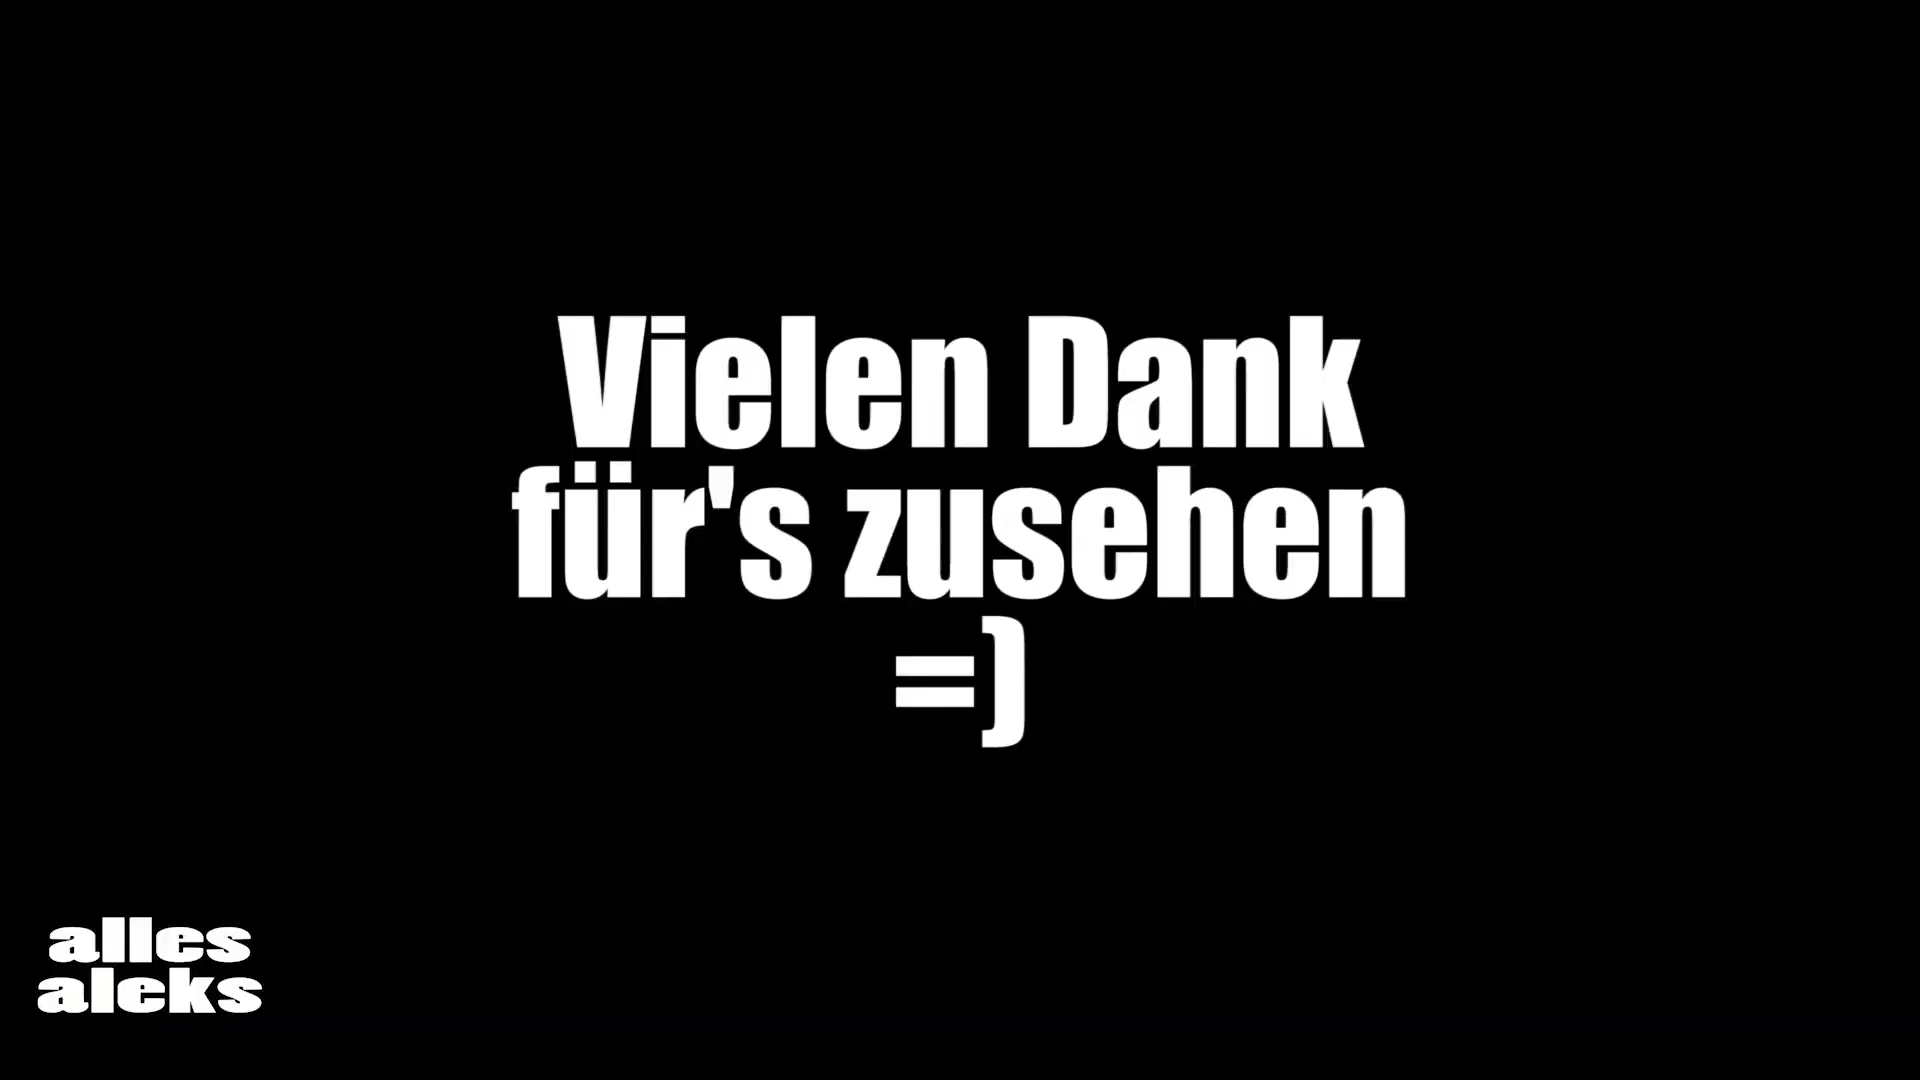 Vielen Dank
für's zusehen
=)
alles
aleks